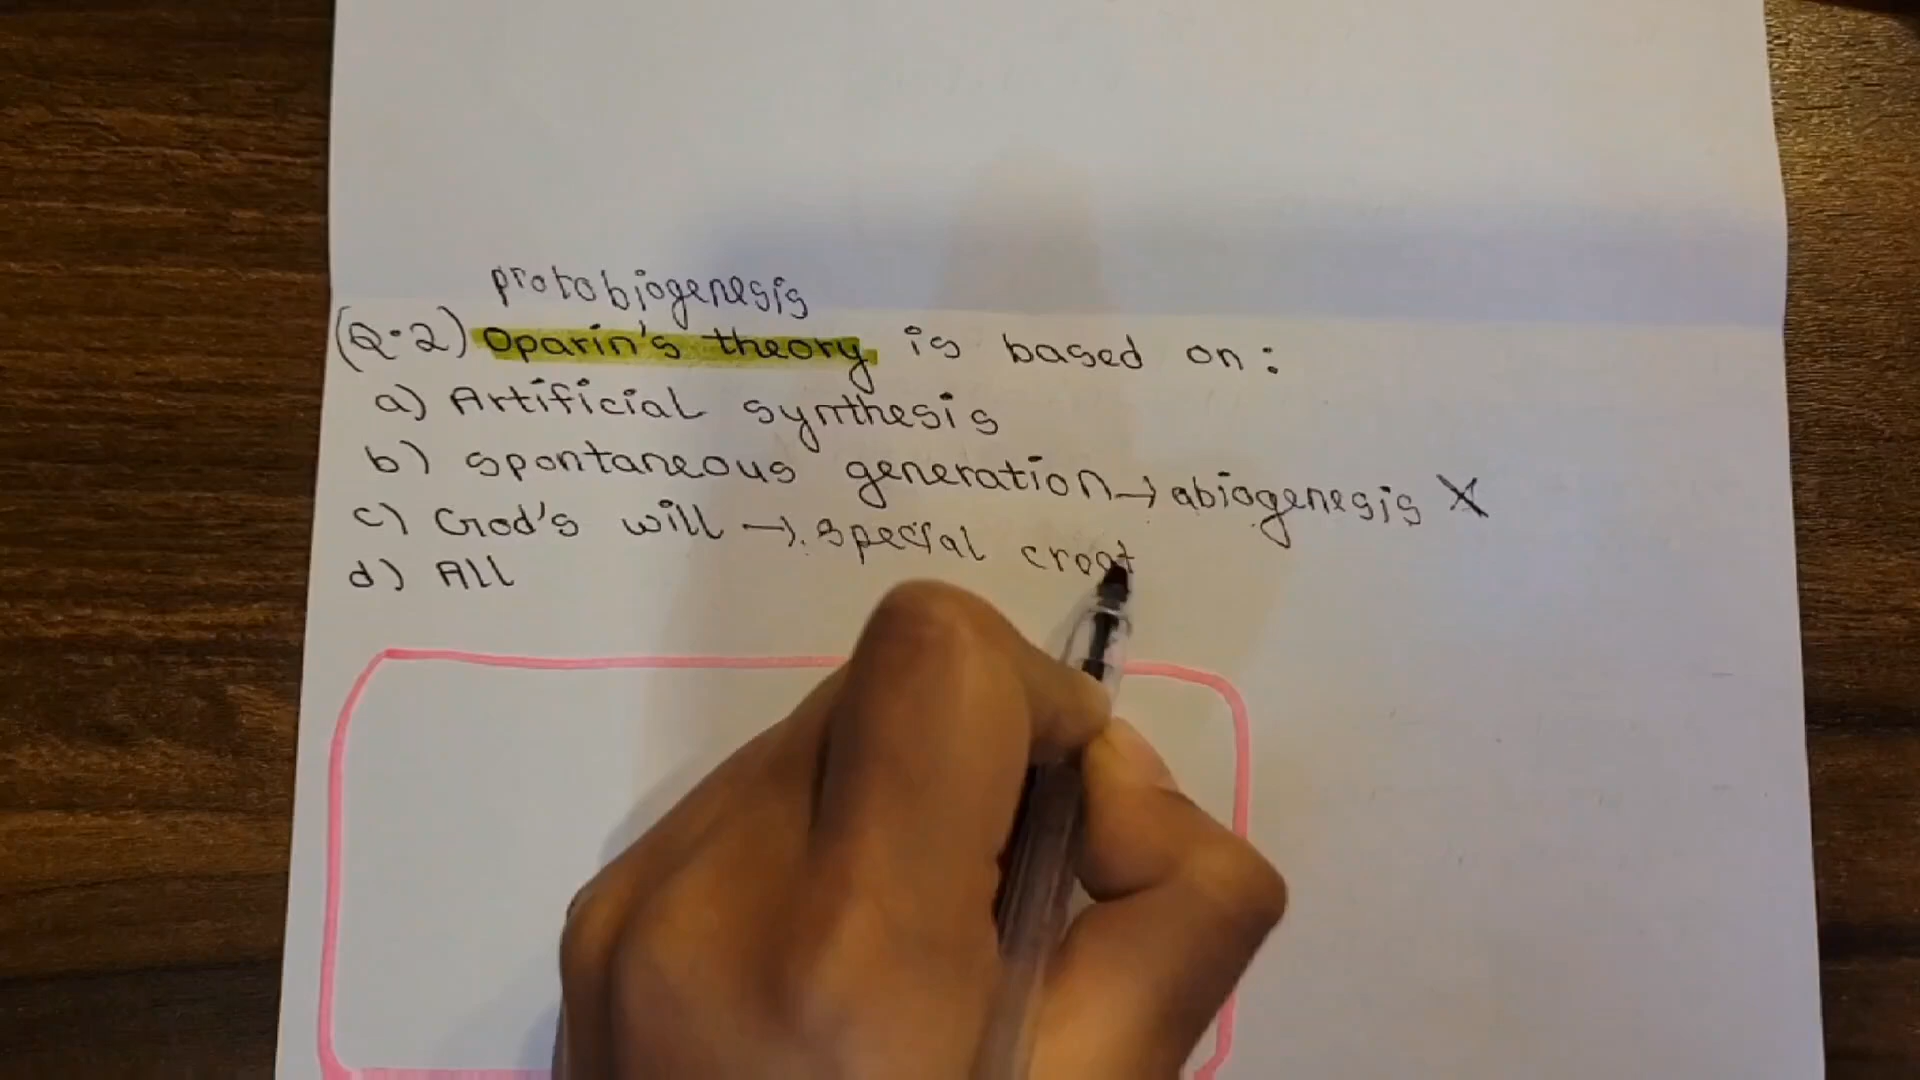 protobiogenesis
(Q.2) Oparin's theory is based on:
a) Artificial synthesis
b) spontaneous generation → abiogenesis X
c) God's will → special creat
d) All